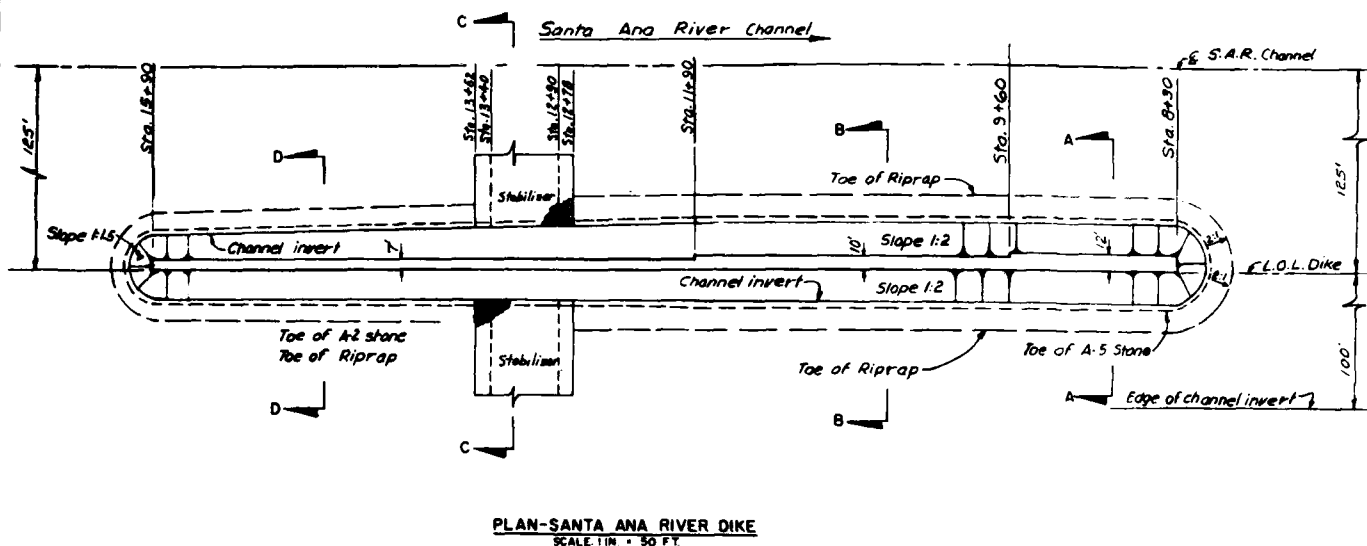 C
C
Santa Ana River Channel
℄ S.A.R. Channel
125'
Sta. 15+90
Sta. 13+62
Sta. 13+40
Sta. 12+90
Sta. 12+78
Sta. 11+90
Sta. 9+60
Sta. 8+30
125'
D
B
A
Toe of Riprap
Stabilizer
Slope 1:1.5
Channel invert
7'
10'
Slope 1:2
12'
2:1
L.O.L. Dike
Channel invert
Slope 1:2
Toe of A-2 stone
Toe of Riprap
Stabilizer
Toe of Riprap
Toe of A-5 Stone
100'
D
B
A
Edge of channel invert
PLAN-SANTA ANA RIVER DIKE
SCALE: 1 IN. = 50 FT.